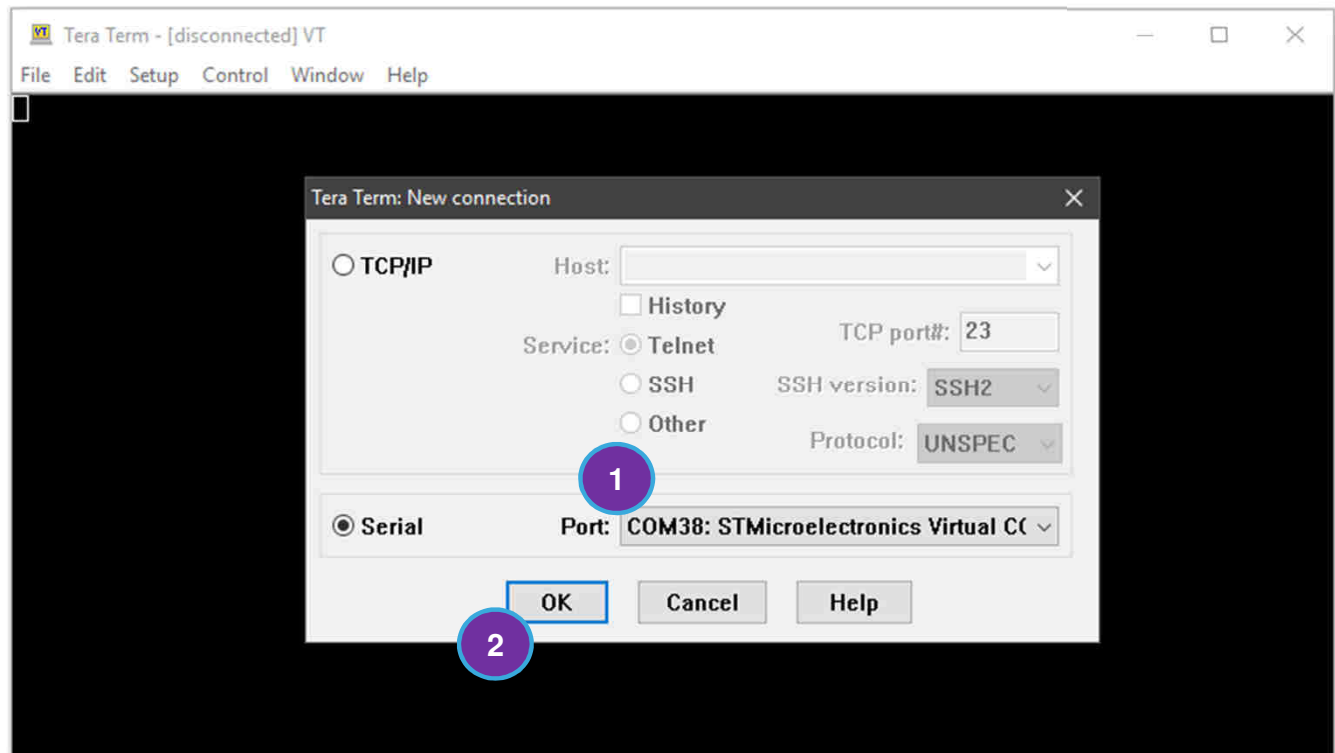 Tera Term - [disconnected] VT
File Edit Setup Control Window Help
Tera Term: New connection
TCP/IP Host:
History
Service: Telnet TCP port#: 23
SSH SSH version: SSH2
Other Protocol: UNSPEC
1
Serial Port: COM38: STMicroelectronics Virtual C(
OK Cancel Help
2